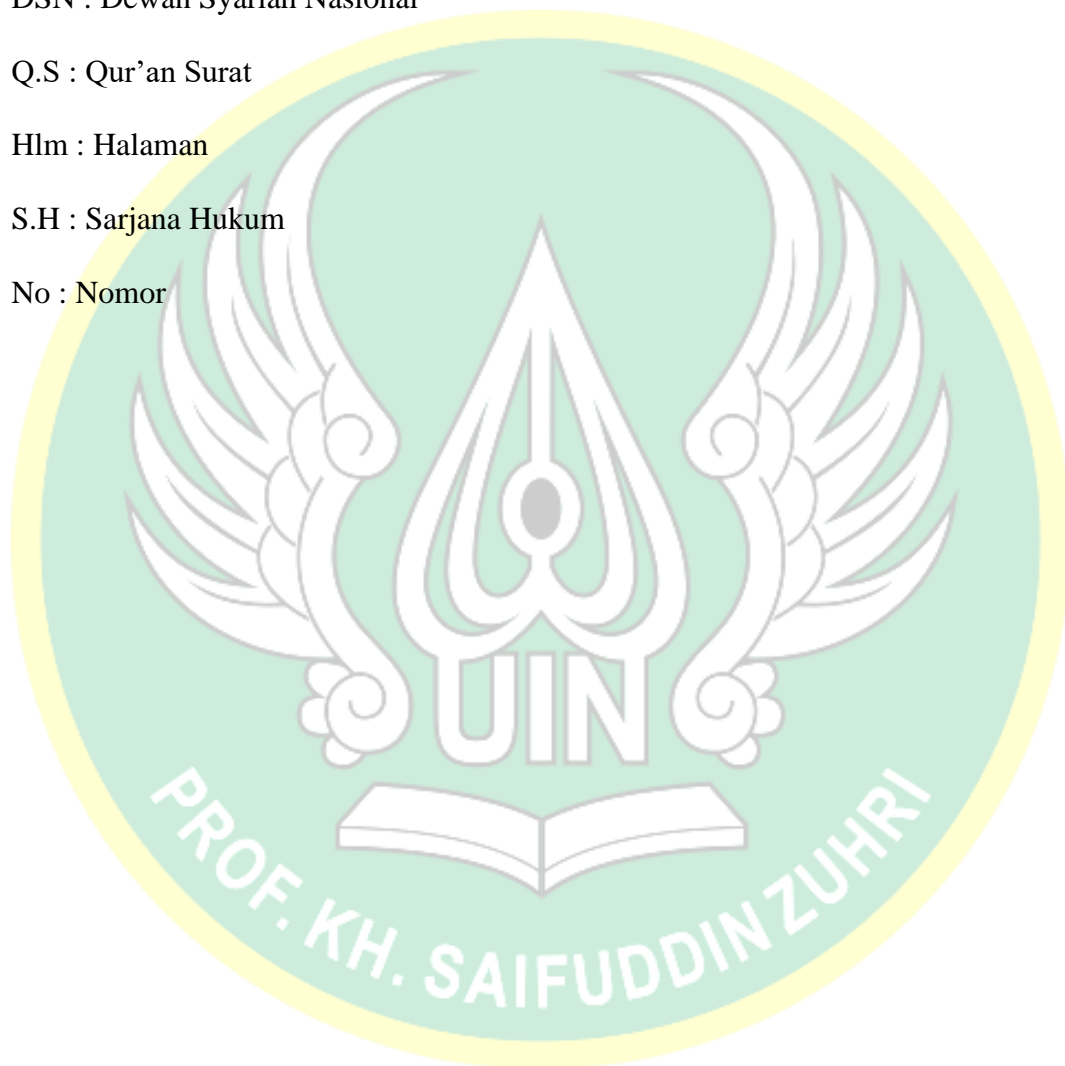 DSN : Dewan Syariah Nasional
Q.S : Qur’an Surat
Hlm : Halaman
S.H : Sarjana Hukum
No : Nomor
UIN
PROF. KH. SAIFUDDIN ZUHRI